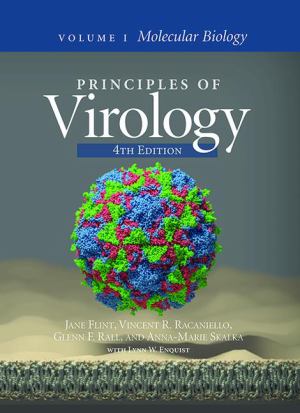 VOLUME I Molecular Biology
PRINCIPLES OF
Virology
4TH EDITION
JANE FLINT, VINCENT R. RACANIELLO,
GLENN F. RALL, AND ANNA-MARIE SKALKA
WITH LYNN W. ENQUIST